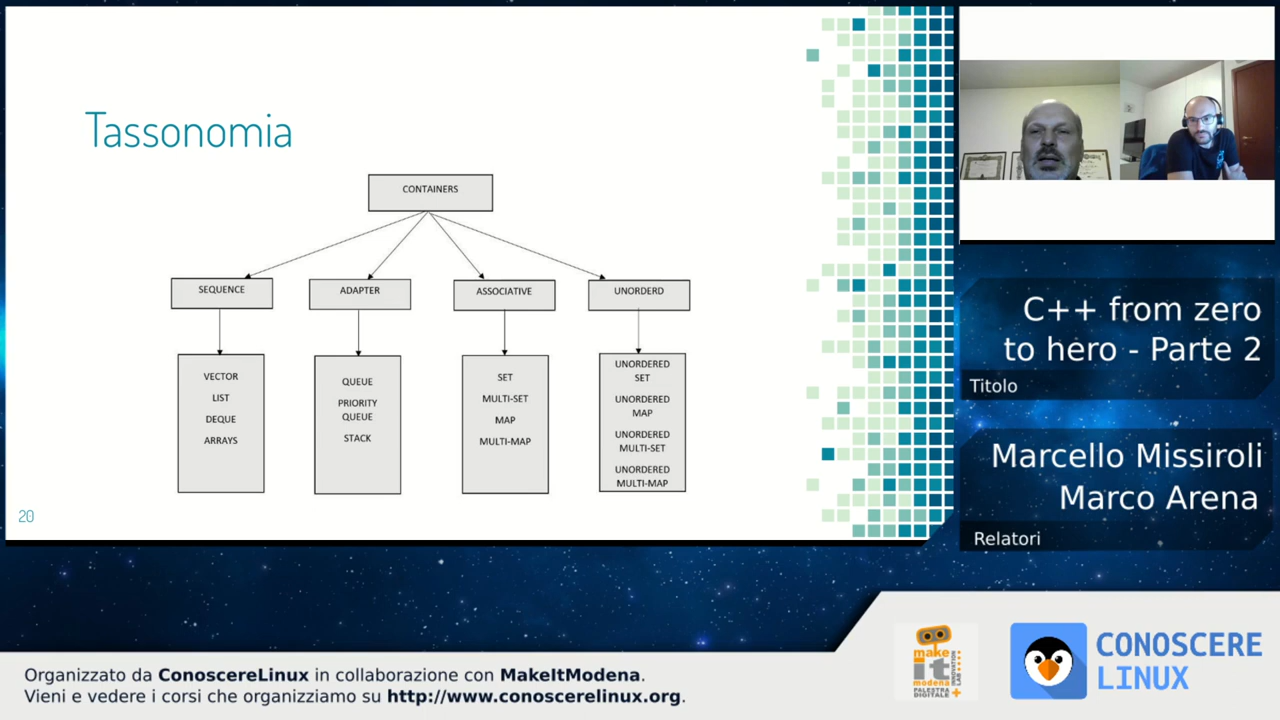 Tassonomia
CONTAINERS
SEQUENCE
ADAPTER
ASSOCIATIVE
UNORDERD
VECTOR
LIST
DEQUE
ARRAYS
QUEUE
PRIORITY
QUEUE
STACK
SET
MULTI-SET
MAP
MULTI-MAP
UNORDERED
SET
UNORDERED
MAP
UNORDERED
MULTI-SET
UNORDERED
MULTI-MAP
20
C++ from zero
to hero - Parte 2
Titolo
Marcello Missiroli
Marco Arena
Relatori
make
it
modena
PALESTRA
DIGITALE
INNOVATION
LAB
CONOSCERE
LINUX
Organizzato da ConoscereLinux in collaborazione con MakeItModena.
Vieni e vedere i corsi che organizziamo su http://www.conoscerelinux.org.